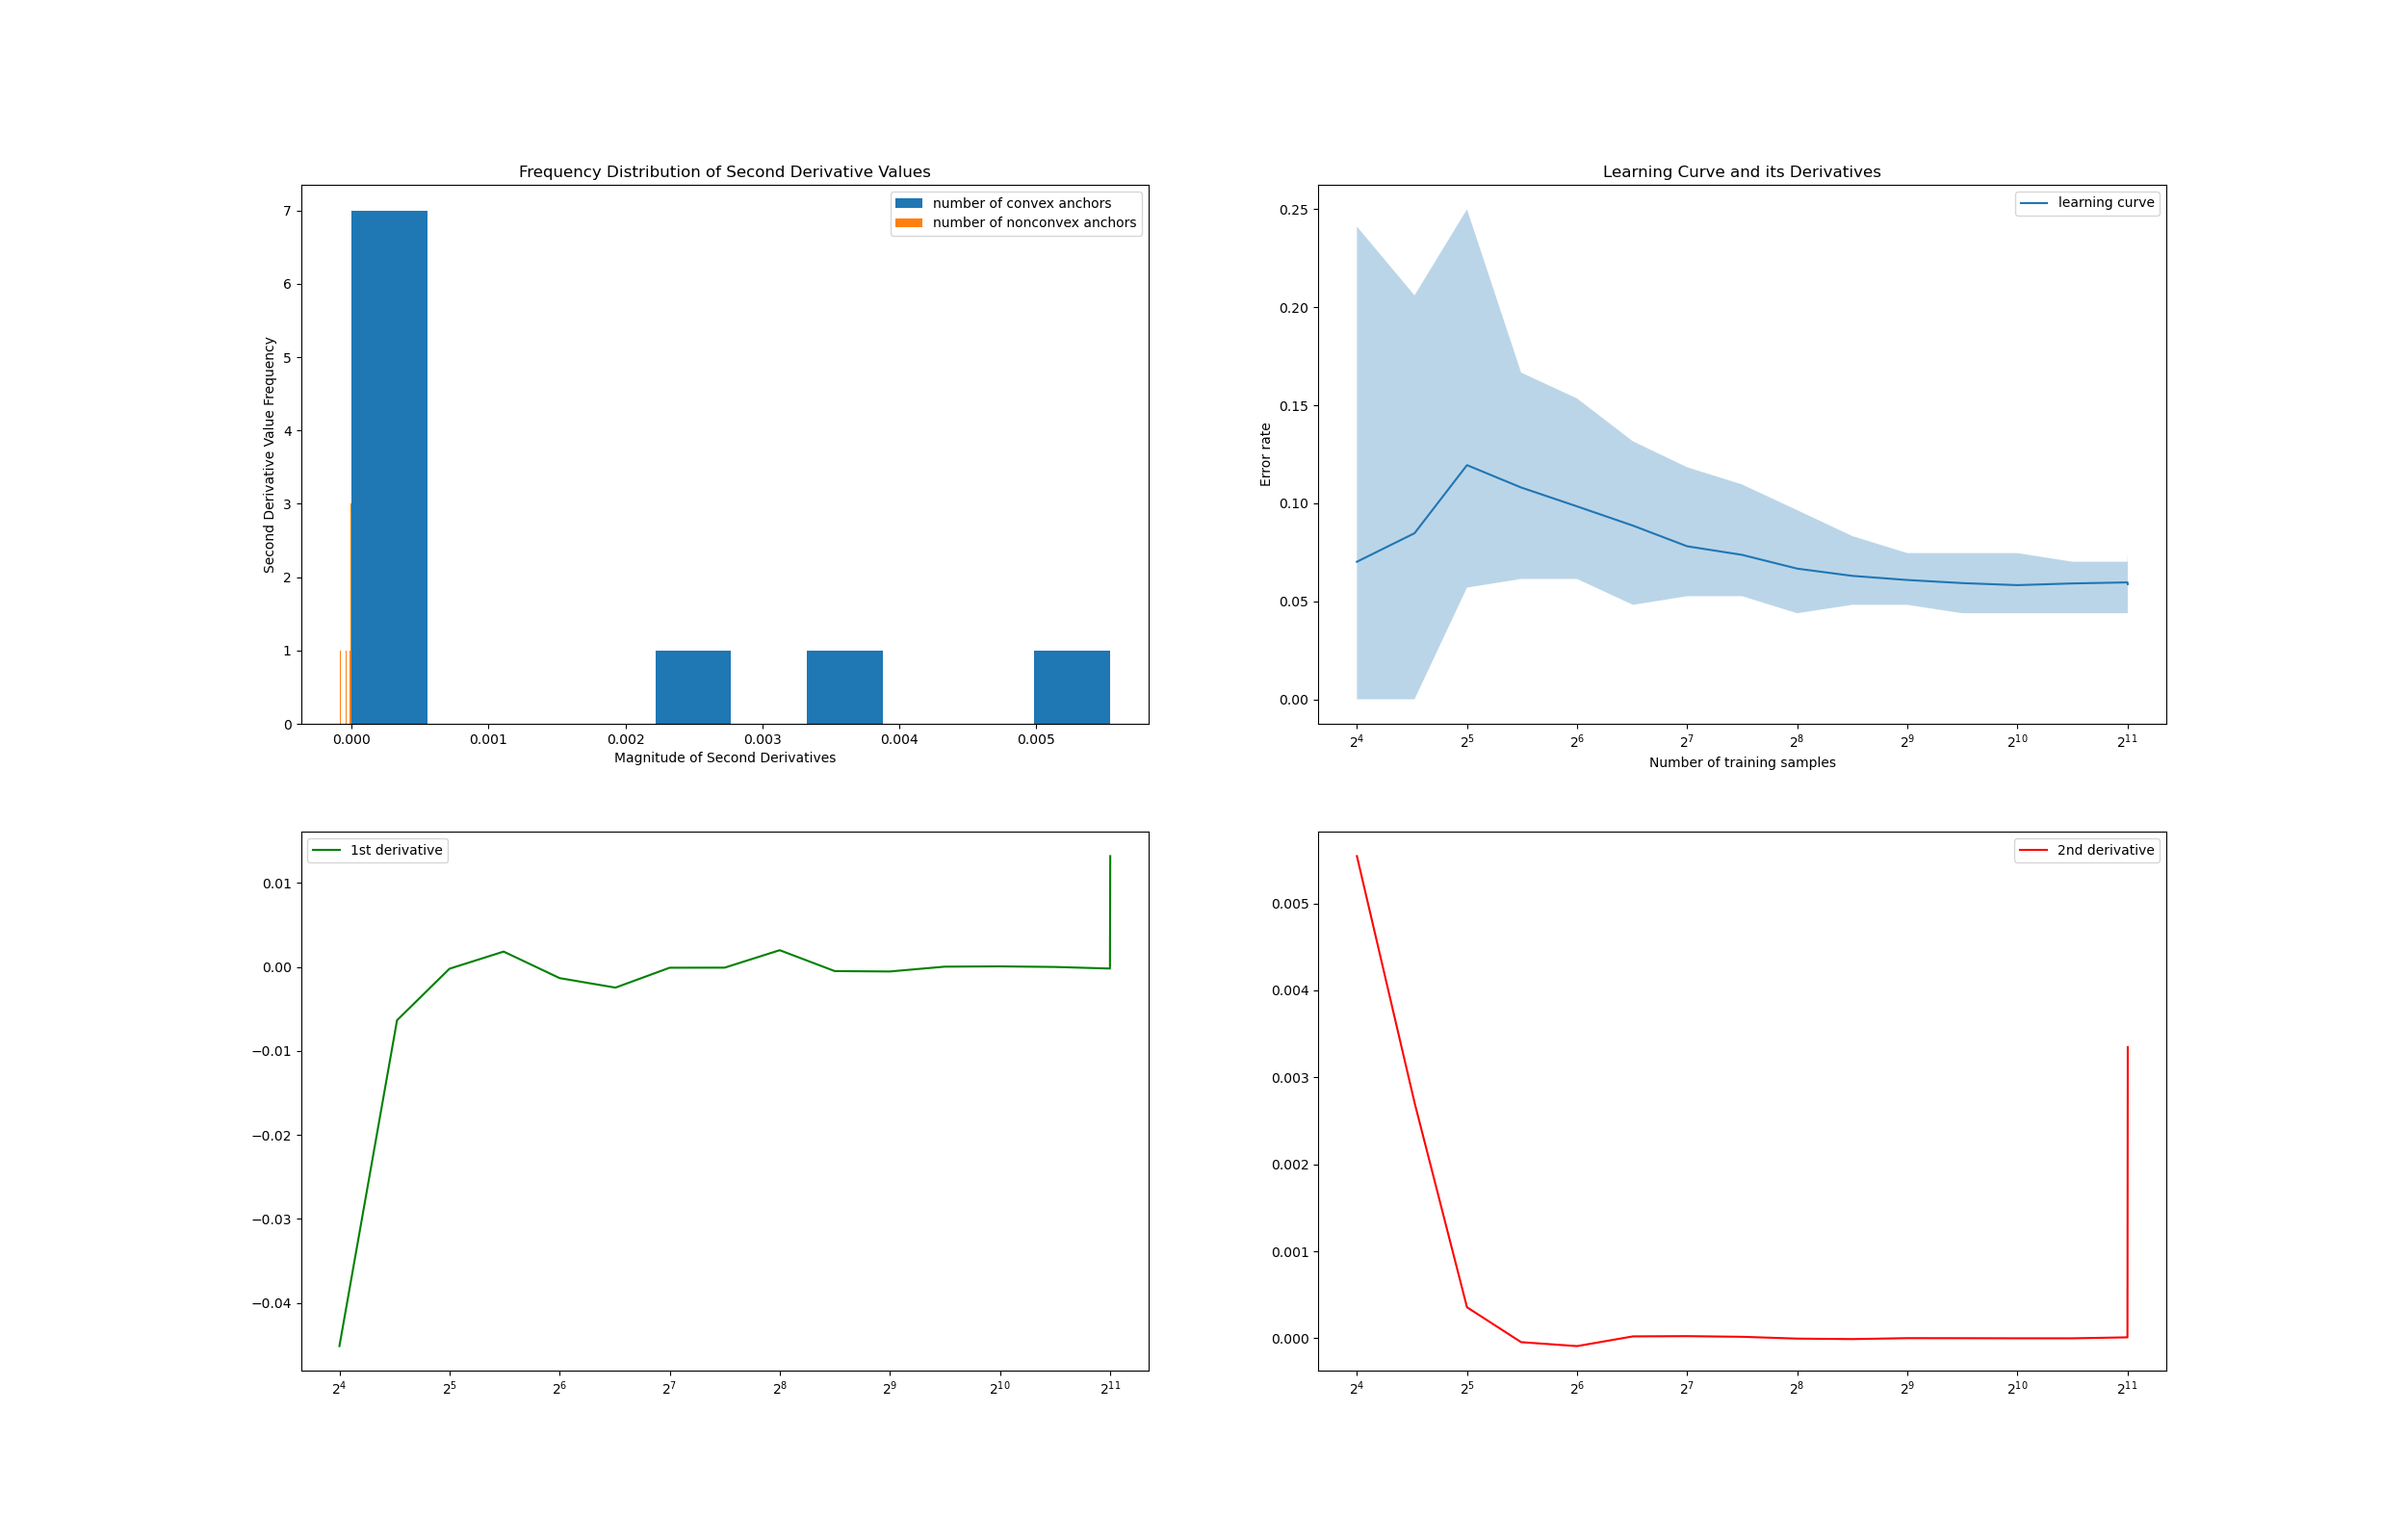 Frequency Distribution of Second Derivative Values
number of convex anchors
number of nonconvex anchors
Second Derivative Value Frequency
7
6
5
4
3
2
1
0
0.000 0.001 0.002 0.003 0.004 0.005
Magnitude of Second Derivatives
Learning Curve and its Derivatives
learning curve
Error rate
0.25
0.20
0.15
0.10
0.05
0.00
2^4 2^5 2^6 2^7 2^8 2^9 2^10 2^11
Number of training samples
1st derivative
0.01
0.00
−0.01
−0.02
−0.03
−0.04
2^4 2^5 2^6 2^7 2^8 2^9 2^10 2^11
2nd derivative
0.005
0.004
0.003
0.002
0.001
0.000
2^4 2^5 2^6 2^7 2^8 2^9 2^10 2^11